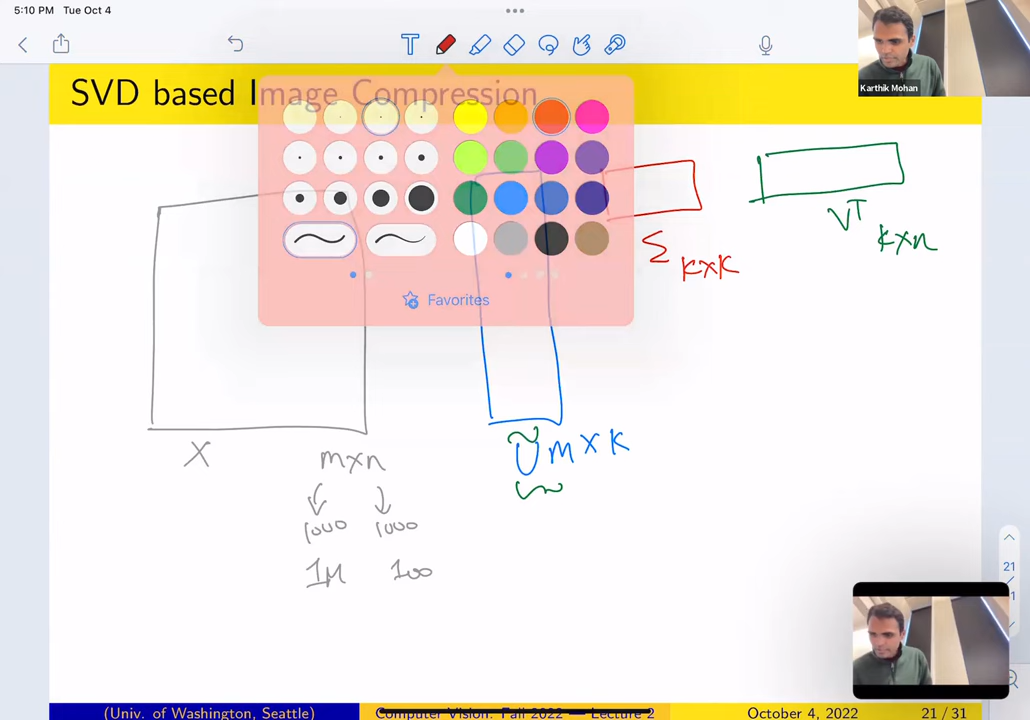 5:10 PM Tue Oct 4
SVD based Image Compression
Karthik Mohan
Favorites
Σ K×K
V^T K×n
X
m×n
Ũ m×K
1000 1000
1M 100
21
31
(Univ. of Washington, Seattle)
Computer Vision: Fall 2022 — Lecture 2
October 4, 2022
21 / 31